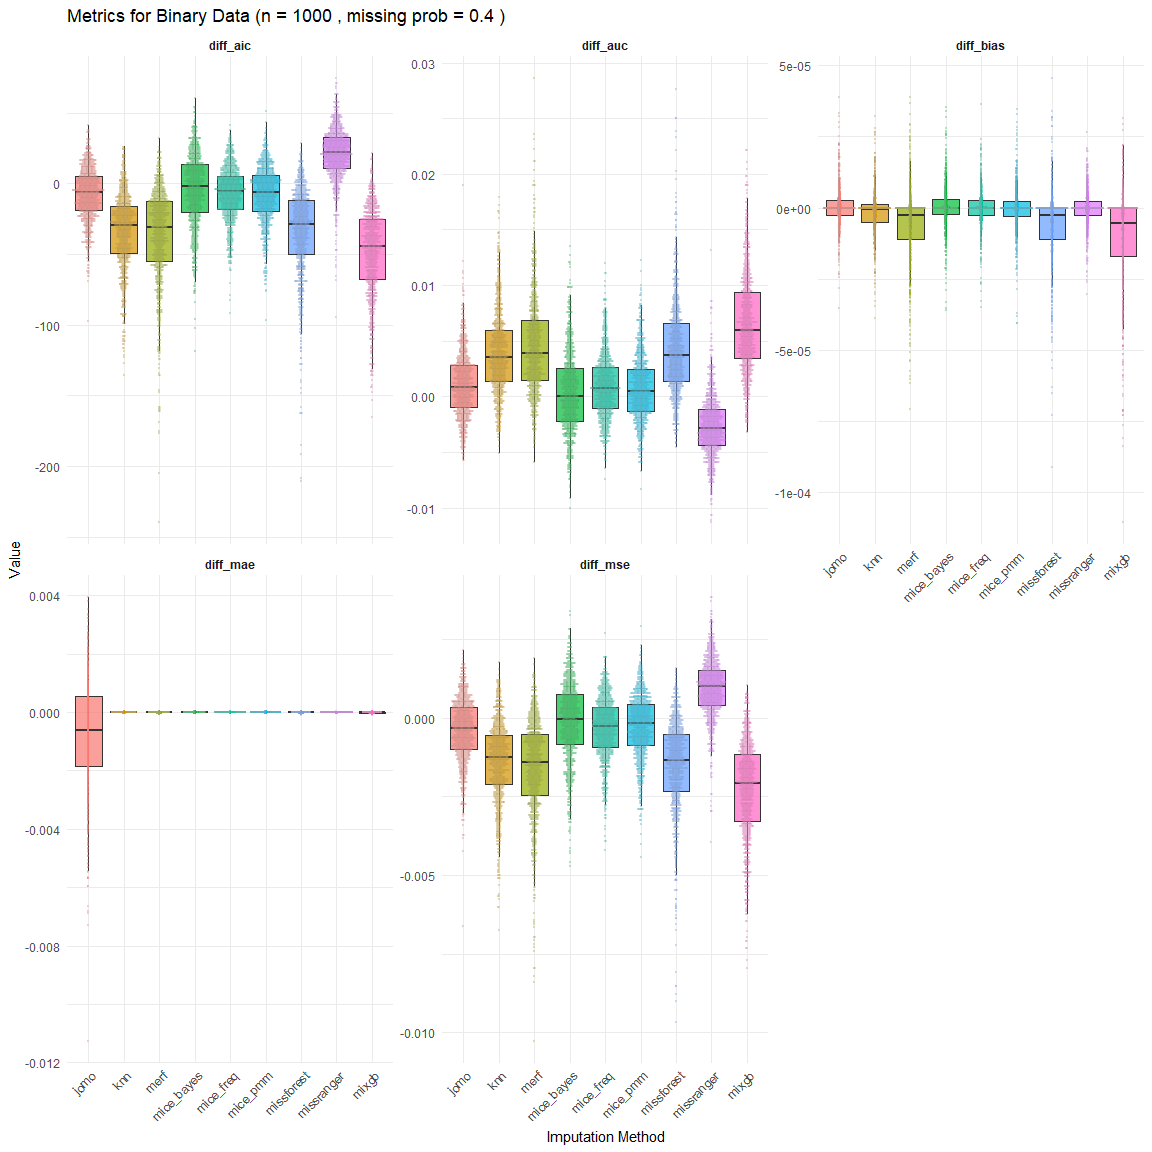 Metrics for Binary Data (n = 1000 , missing prob = 0.4 )
diff_aic
diff_auc
diff_bias
0
-100
-200
0.03
0.02
0.01
0.00
-0.01
5e-05
0e+00
-5e-05
-1e-04
jomo
knn
merf
mice_bayes
mice_freq
mice_pmm
missforest
missranger
mixgb
Value
diff_mae
diff_mse
0.004
0.000
-0.004
-0.008
-0.012
0.000
-0.005
-0.010
jomo
knn
merf
mice_bayes
mice_freq
mice_pmm
missforest
missranger
mixgb
jomo
knn
merf
mice_bayes
mice_freq
mice_pmm
missforest
missranger
mixgb
Imputation Method